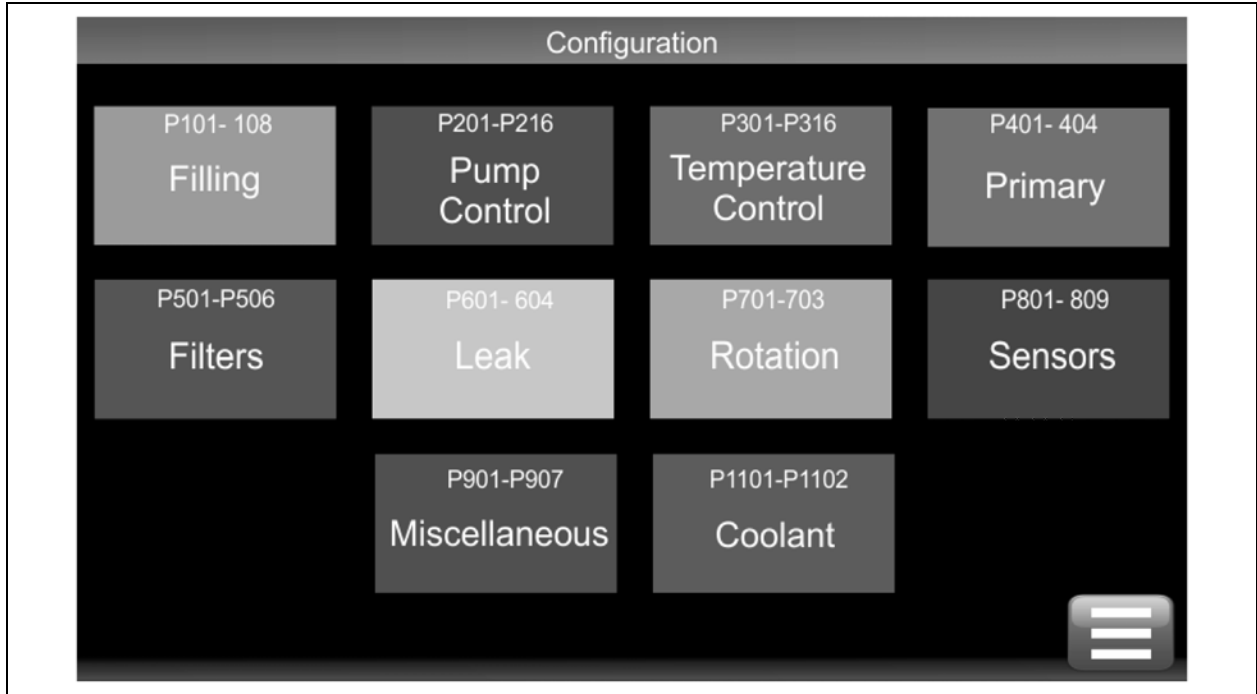 Configuration
P101- 108
Filling
P201-P216
Pump
Control
P301-P316
Temperature
Control
P401- 404
Primary
P501-P506
Filters
P601- 604
Leak
P701-703
Rotation
P801- 809
Sensors
P901-P907
Miscellaneous
P1101-P1102
Coolant